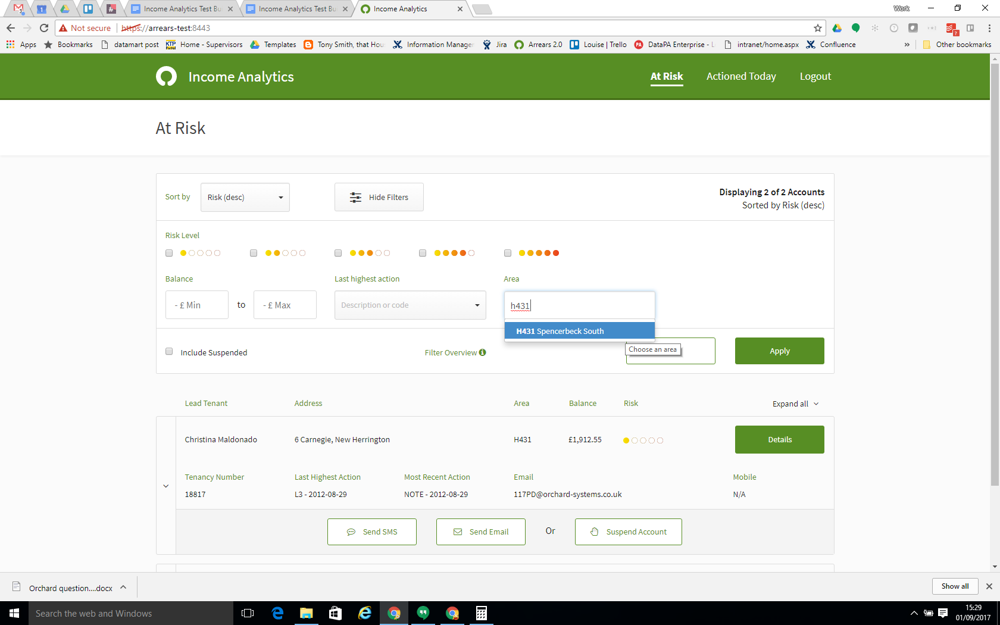 Income Analytics Test Bu
Income Analytics Test Bu
Income Analytics
Work
Not secure
https://arrears-test:8443
Apps
Bookmarks
datamart post
KTP Portal
Home - Supervisors
Templates
Tony Smith, that Hou
Information Manager
Jira
Arrears 2.0
Louise | Trello
PA
DataPA Enterprise - L
intranet/home.aspx
Confluence
»
Other bookmarks
Income Analytics
At Risk
Actioned Today
Logout
At Risk
Sort by
Risk (desc)
Hide Filters
Displaying 2 of 2 Accounts
Sorted by Risk (desc)
Risk Level
Balance
Last highest action
Area
- £ Min
to
- £ Max
Description or code
h431
H431 Spencerbeck South
Choose an area
Include Suspended
Filter Overview
Apply
Lead Tenant
Address
Area
Balance
Risk
Expand all
Christina Maldonado
6 Carnegie, New Herrington
H431
£1,912.55
Details
Tenancy Number
Last Highest Action
Most Recent Action
Email
Mobile
18817
L3 - 2012-08-29
NOTE - 2012-08-29
117PD@orchard-systems.co.uk
N/A
Send SMS
Send Email
Or
Suspend Account
Orchard question....docx
Show all
Search the web and Windows
15:29
01/09/2017